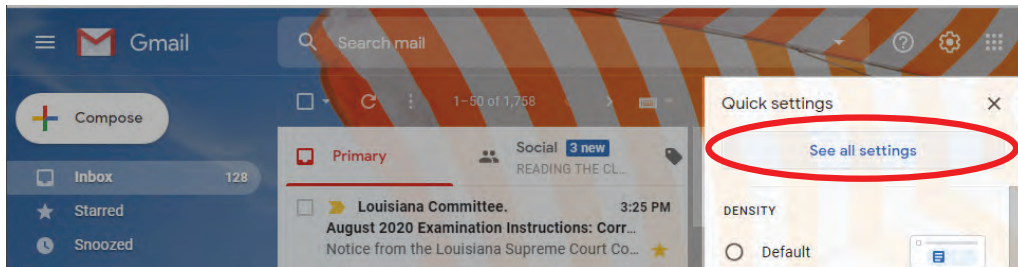 Gmail
Search mail
Compose
1–50 of 1,758
Quick settings
See all settings
Primary
Social 3 new
READING THE CL...
Inbox 128
Starred
Louisiana Committee. 3:25 PM
DENSITY
August 2020 Examination Instructions: Corr...
Snoozed
Notice from the Louisiana Supreme Court Co...
Default